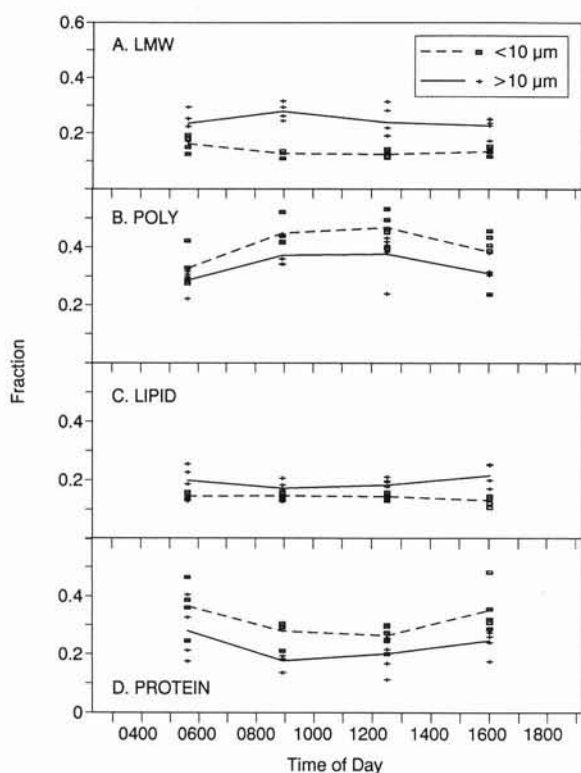 0.6
A. LMW
<10 µm
>10 µm
0.4
0.2
B. POLY
0.4
0.2
Fraction
C. LIPID
0.4
0.2
0.4
0.2
D. PROTEIN
0
0400 0600 0800 1000 1200 1400 1600 1800
Time of Day